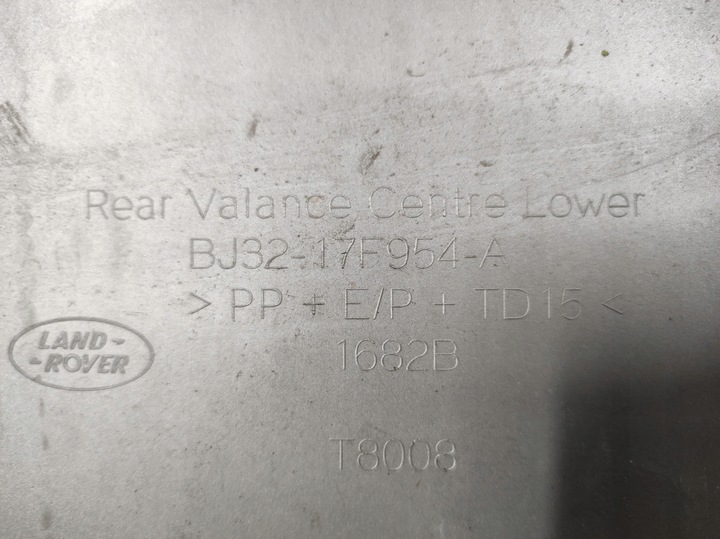 Rear Valance Centre Lower
BJ32-17F954-A
> PP + E/P + TD15 <
LAND-
-ROVER
1682B
T8008